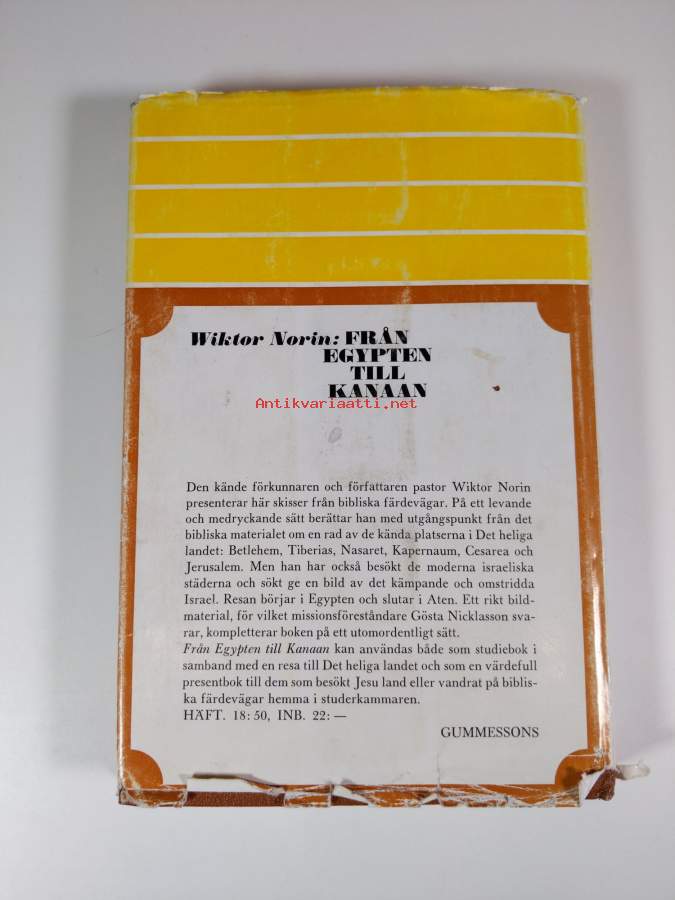 Wiktor Norin: FRÅN
EGYPTEN
TILL
KANAAN
Antikvariaatti.net
Den kände förkunnaren och författaren pastor Wiktor Norin
presenterar här skisser från bibliska färdevägar. På ett levande
och medryckande sätt berättar han med utgångspunkt från det
bibliska materialet om en rad av de kända platserna i Det heliga
landet: Betlehem, Tiberias, Nasaret, Kapernaum, Cesarea och
Jerusalem. Men han har också besökt de moderna israeliska
städerna och sökt ge en bild av det kämpande och omstridda
Israel. Resan börjar i Egypten och slutar i Aten. Ett rikt bild-
material, för vilket missionsföreståndare Gösta Nicklasson sva-
rar, kompletterar boken på ett utomordentligt sätt.
Från Egypten till Kanaan kan användas både som studiebok i
samband med en resa till Det heliga landet och som en värdefull
presentbok till dem som besökt Jesu land eller vandrat på biblis-
ka färdevägar hemma i studerkammaren.
HÄFT. 18: 50, INB. 22: —
GUMMESSONS